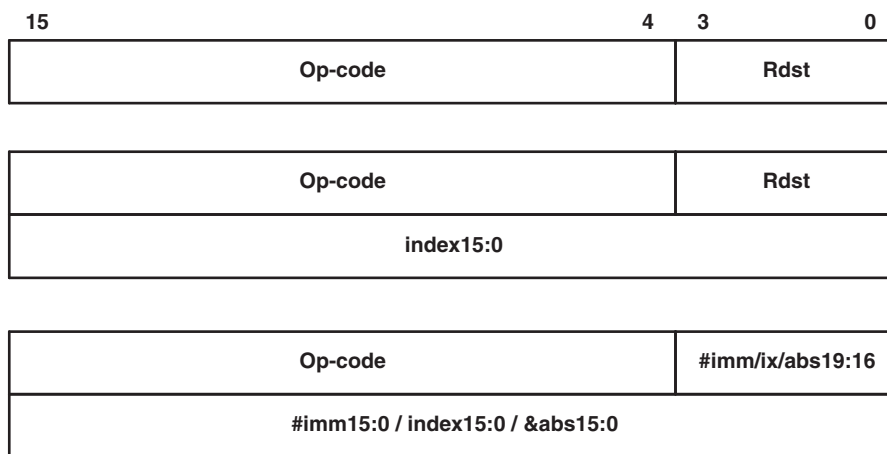 15 4 3 0
Op-code Rdst
Op-code Rdst
index15:0
Op-code #imm/ix/abs19:16
#imm15:0 / index15:0 / &abs15:0